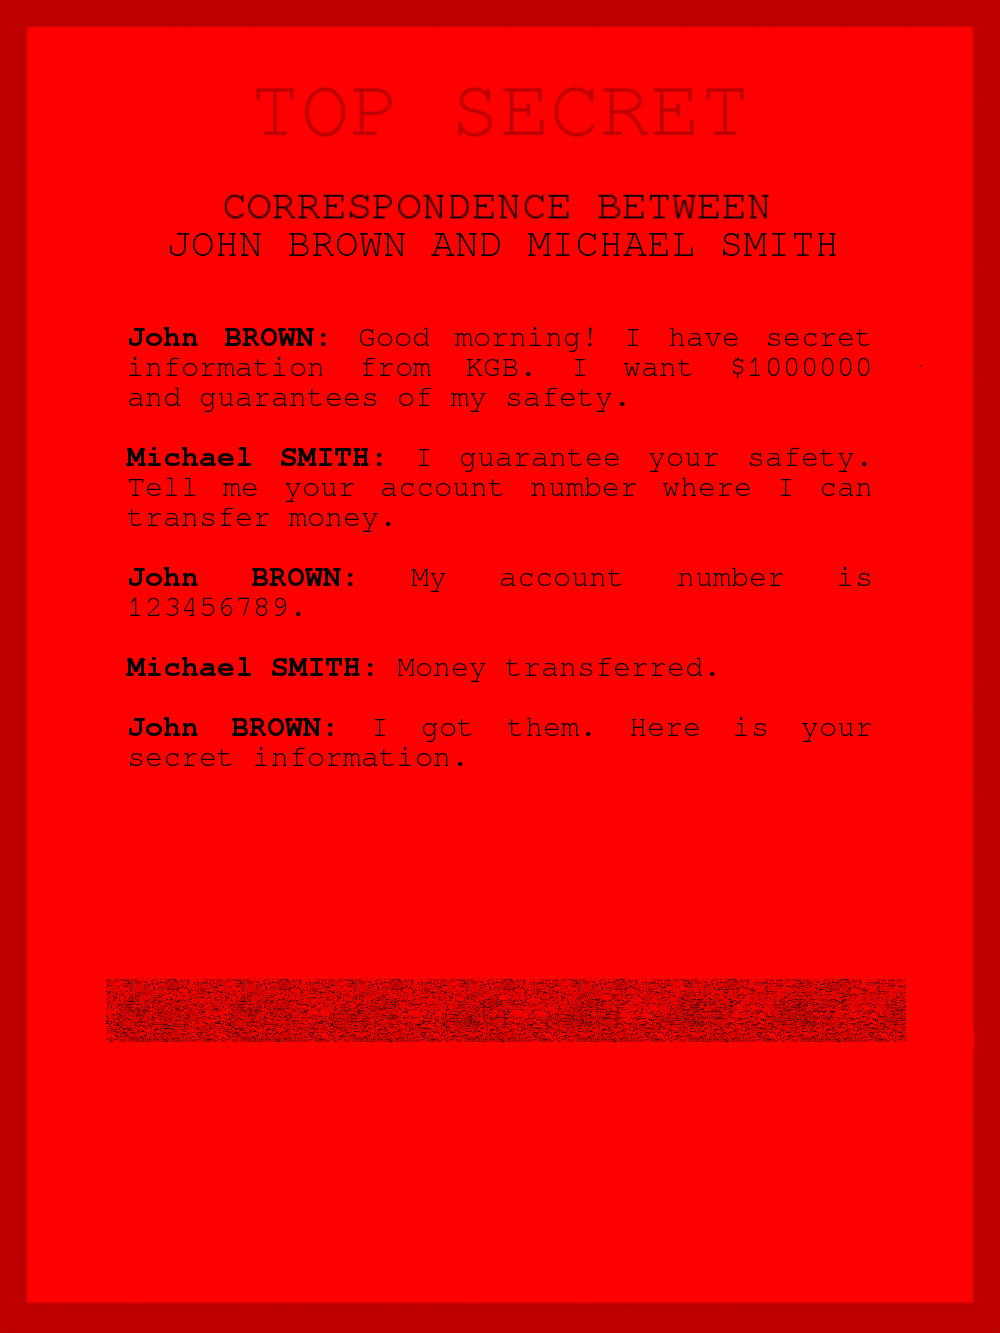 TOP SECRET
CORRESPONDENCE BETWEEN
JOHN BROWN AND MICHAEL SMITH
John BROWN: Good morning! I have secret
information from KGB. I want $1000000
and guarantees of my safety.
Michael SMITH: I guarantee your safety.
Tell me your account number where I can
transfer money.
John BROWN: My account number is
123456789.
Michael SMITH: Money transferred.
John BROWN: I got them. Here is your
secret information.